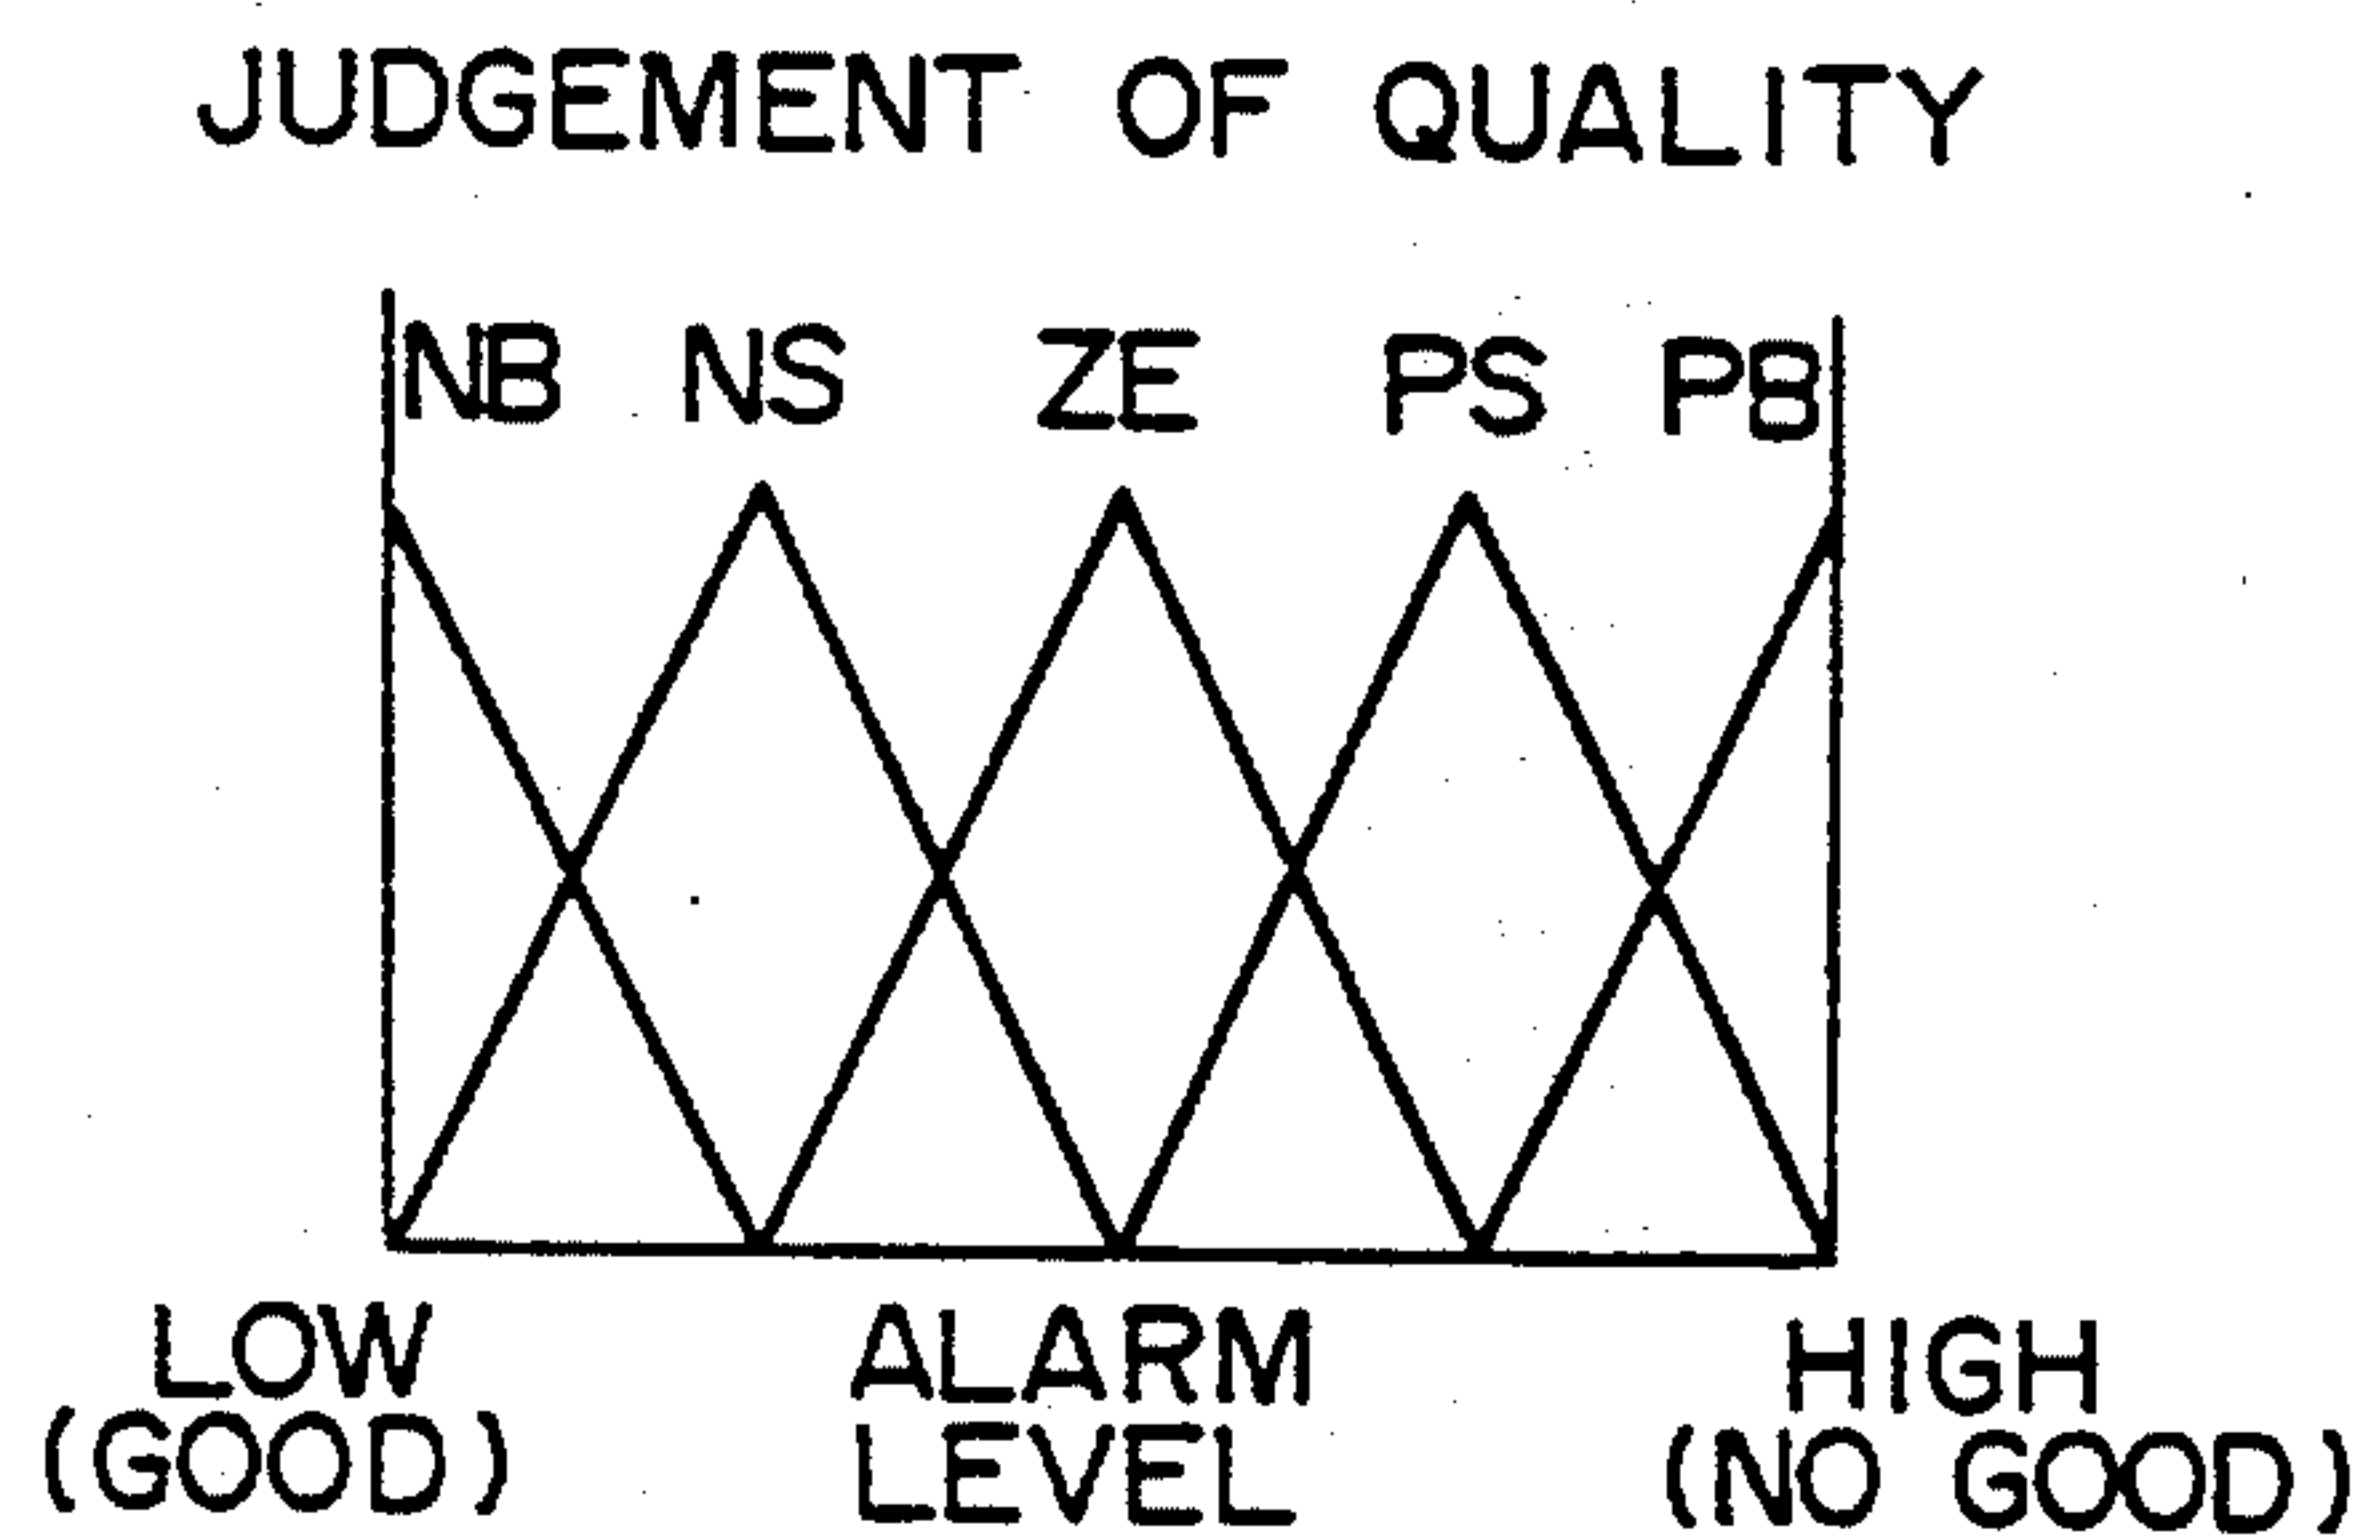 JUDGEMENT OF QUALITY
NB NS ZE PS PB
LOW ALARM HIGH
(GOOD) LEVEL (NO GOOD)